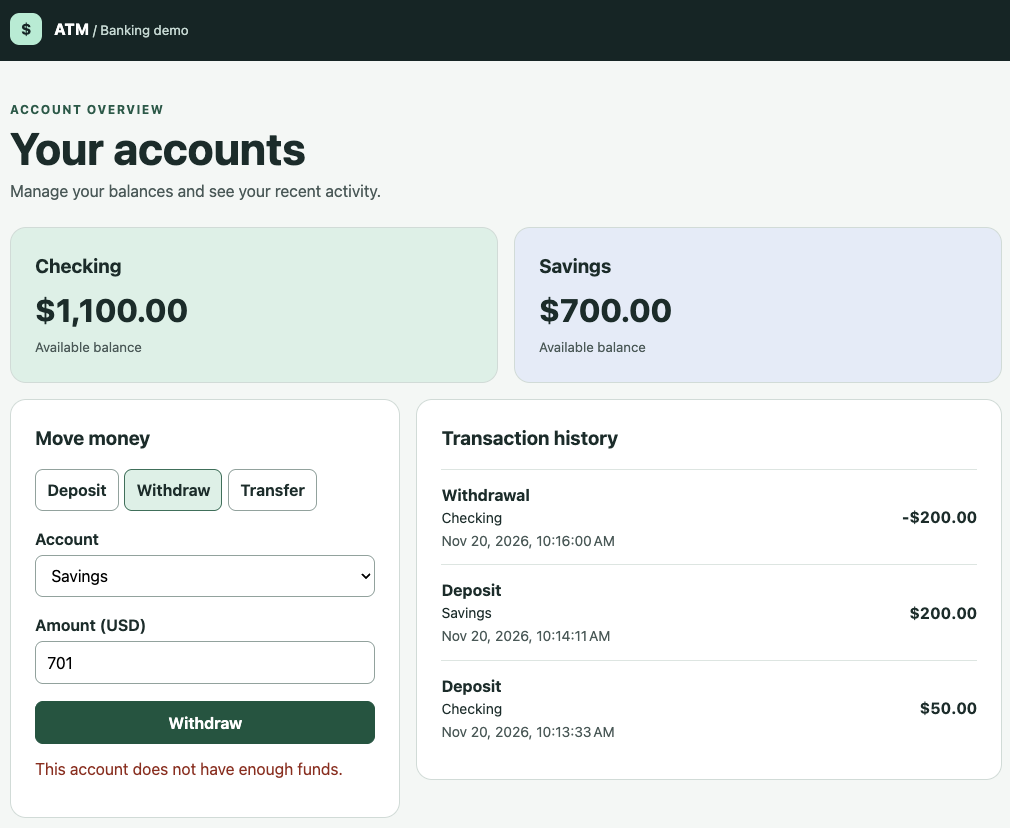 $ ATM / Banking demo
ACCOUNT OVERVIEW
Your accounts
Manage your balances and see your recent activity.
Checking
$1,100.00
Available balance
Savings
$700.00
Available balance
Move money
Deposit Withdraw Transfer
Account
Savings
Amount (USD)
701
Withdraw
This account does not have enough funds.
Transaction history
Withdrawal
Checking
-$200.00
Nov 20, 2026, 10:16:00 AM
Deposit
Savings
$200.00
Nov 20, 2026, 10:14:11 AM
Deposit
Checking
$50.00
Nov 20, 2026, 10:13:33 AM